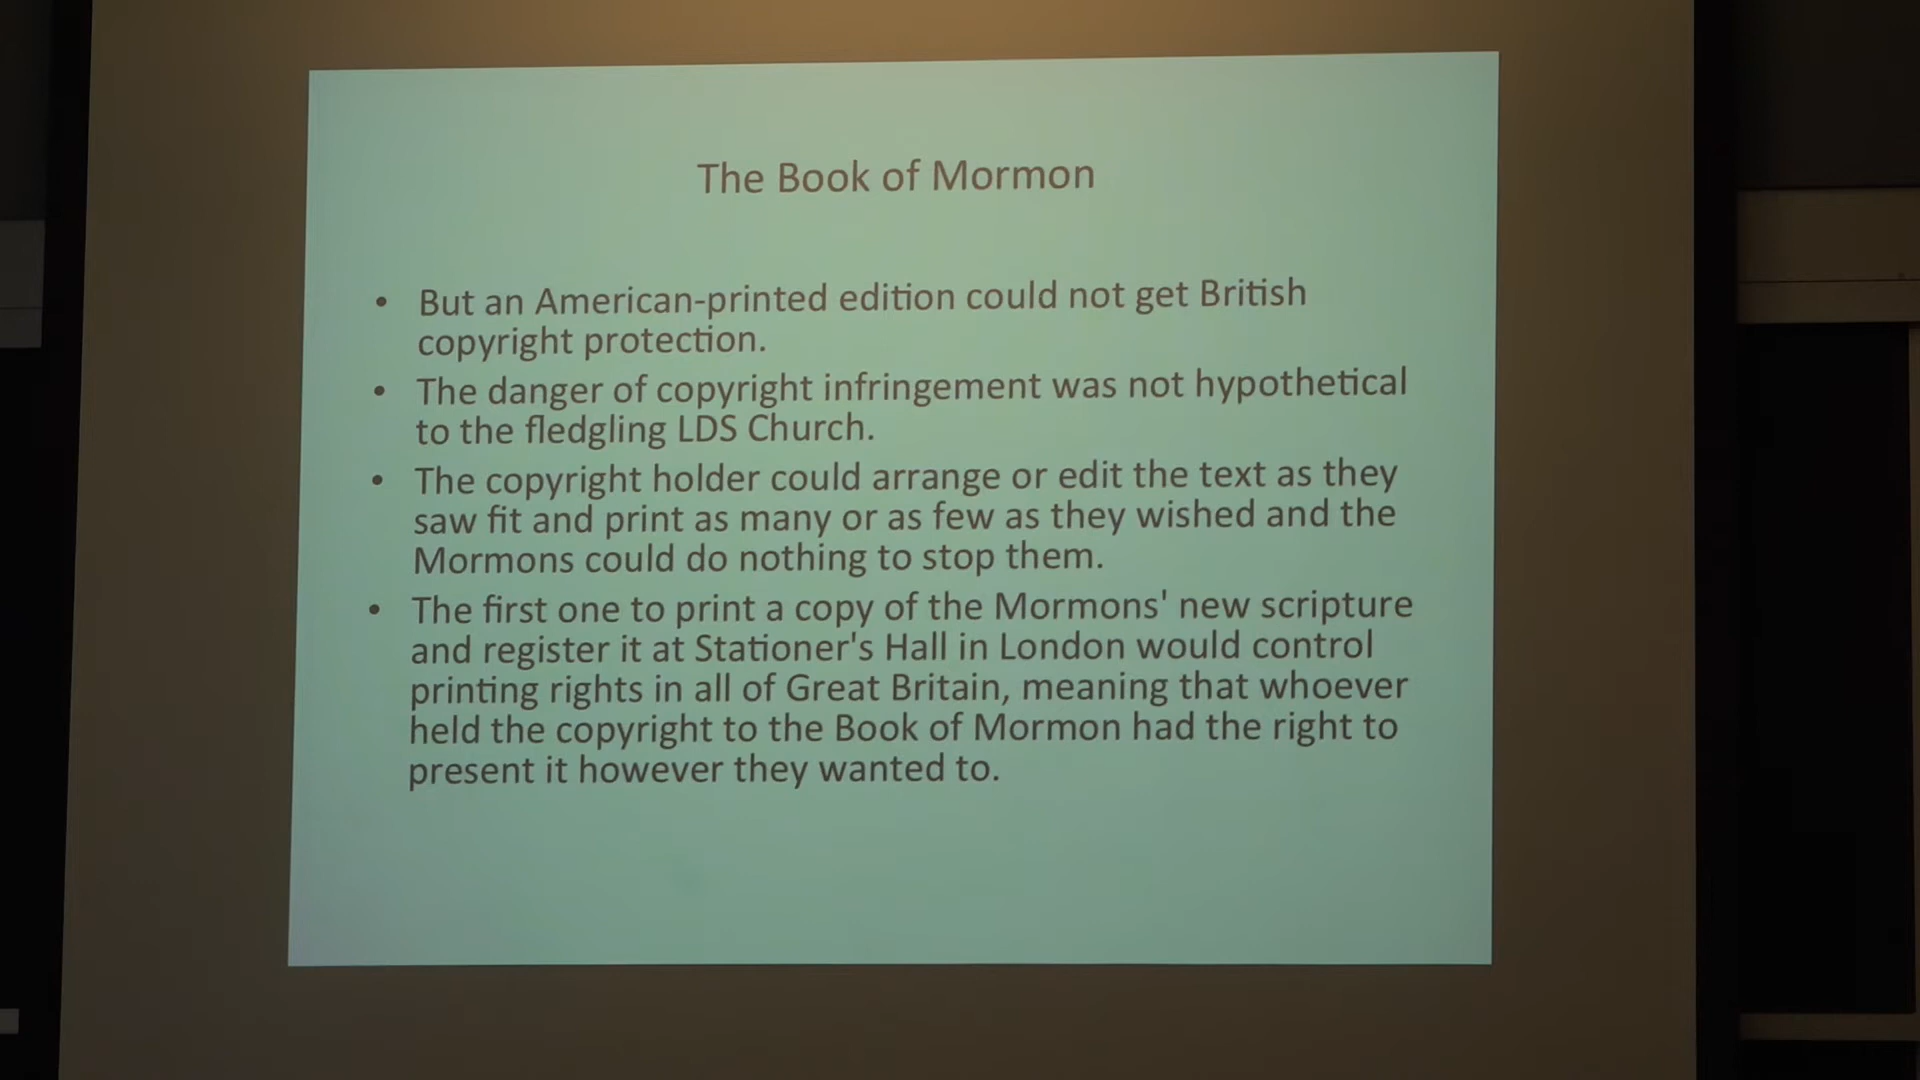 The Book of Mormon
• But an American-printed edition could not get British
copyright protection.
• The danger of copyright infringement was not hypothetical
to the fledgling LDS Church.
• The copyright holder could arrange or edit the text as they
saw fit and print as many or as few as they wished and the
Mormons could do nothing to stop them.
• The first one to print a copy of the Mormons' new scripture
and register it at Stationer's Hall in London would control
printing rights in all of Great Britain, meaning that whoever
held the copyright to the Book of Mormon had the right to
present it however they wanted to.